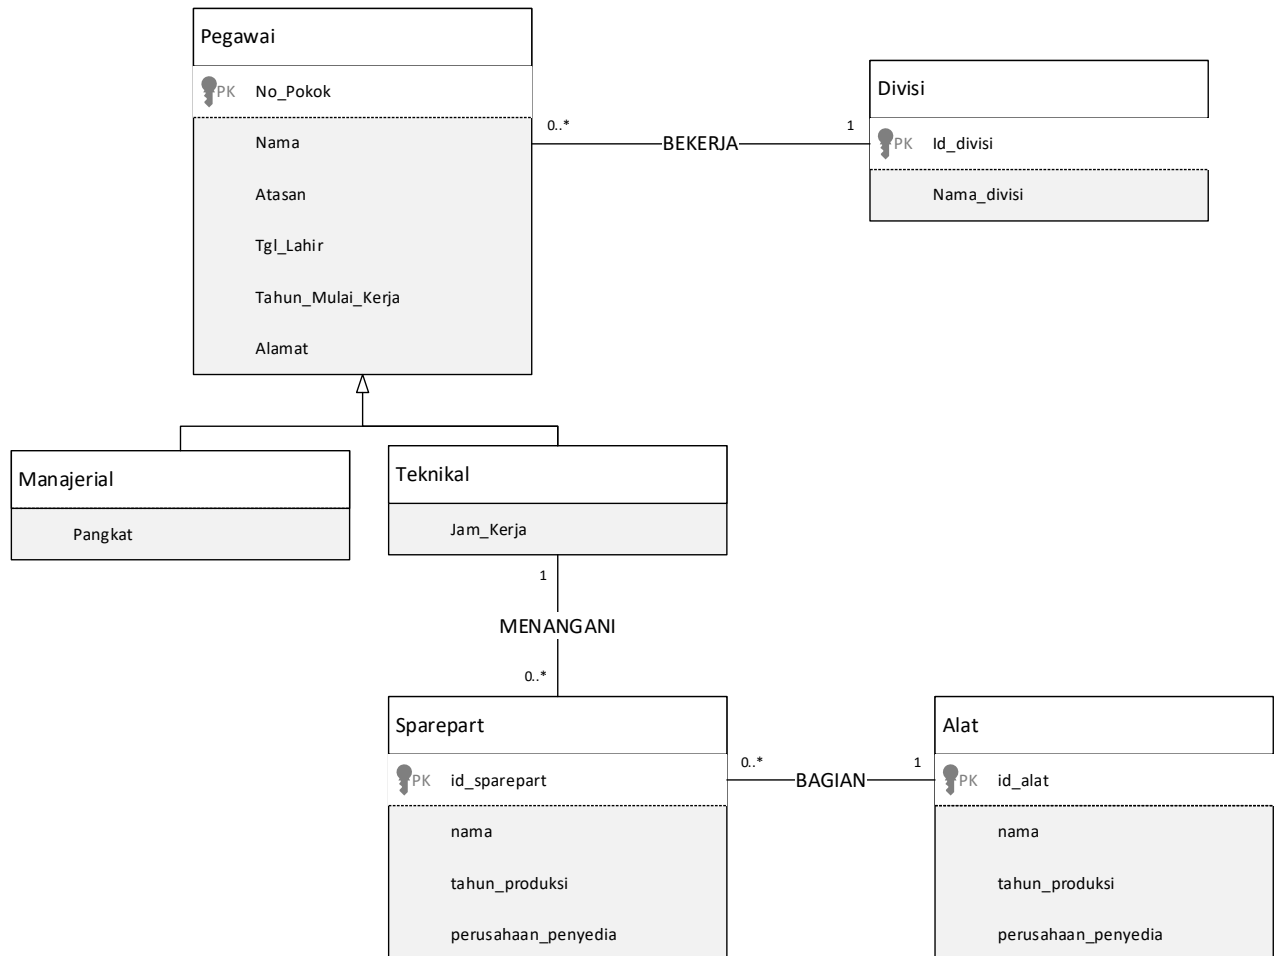 Pegawai
PK No_Pokok
Nama
Atasan
Tgl_Lahir
Tahun_Mulai_Kerja
Alamat
0..* BEKERJA 1
Divisi
PK Id_divisi
Nama_divisi
Manajerial
Pangkat
Teknikal
Jam_Kerja
1
MENANGANI
0..*
Sparepart
PK id_sparepart
nama
tahun_produksi
perusahaan_penyedia
0..* BAGIAN 1
Alat
PK id_alat
nama
tahun_produksi
perusahaan_penyedia